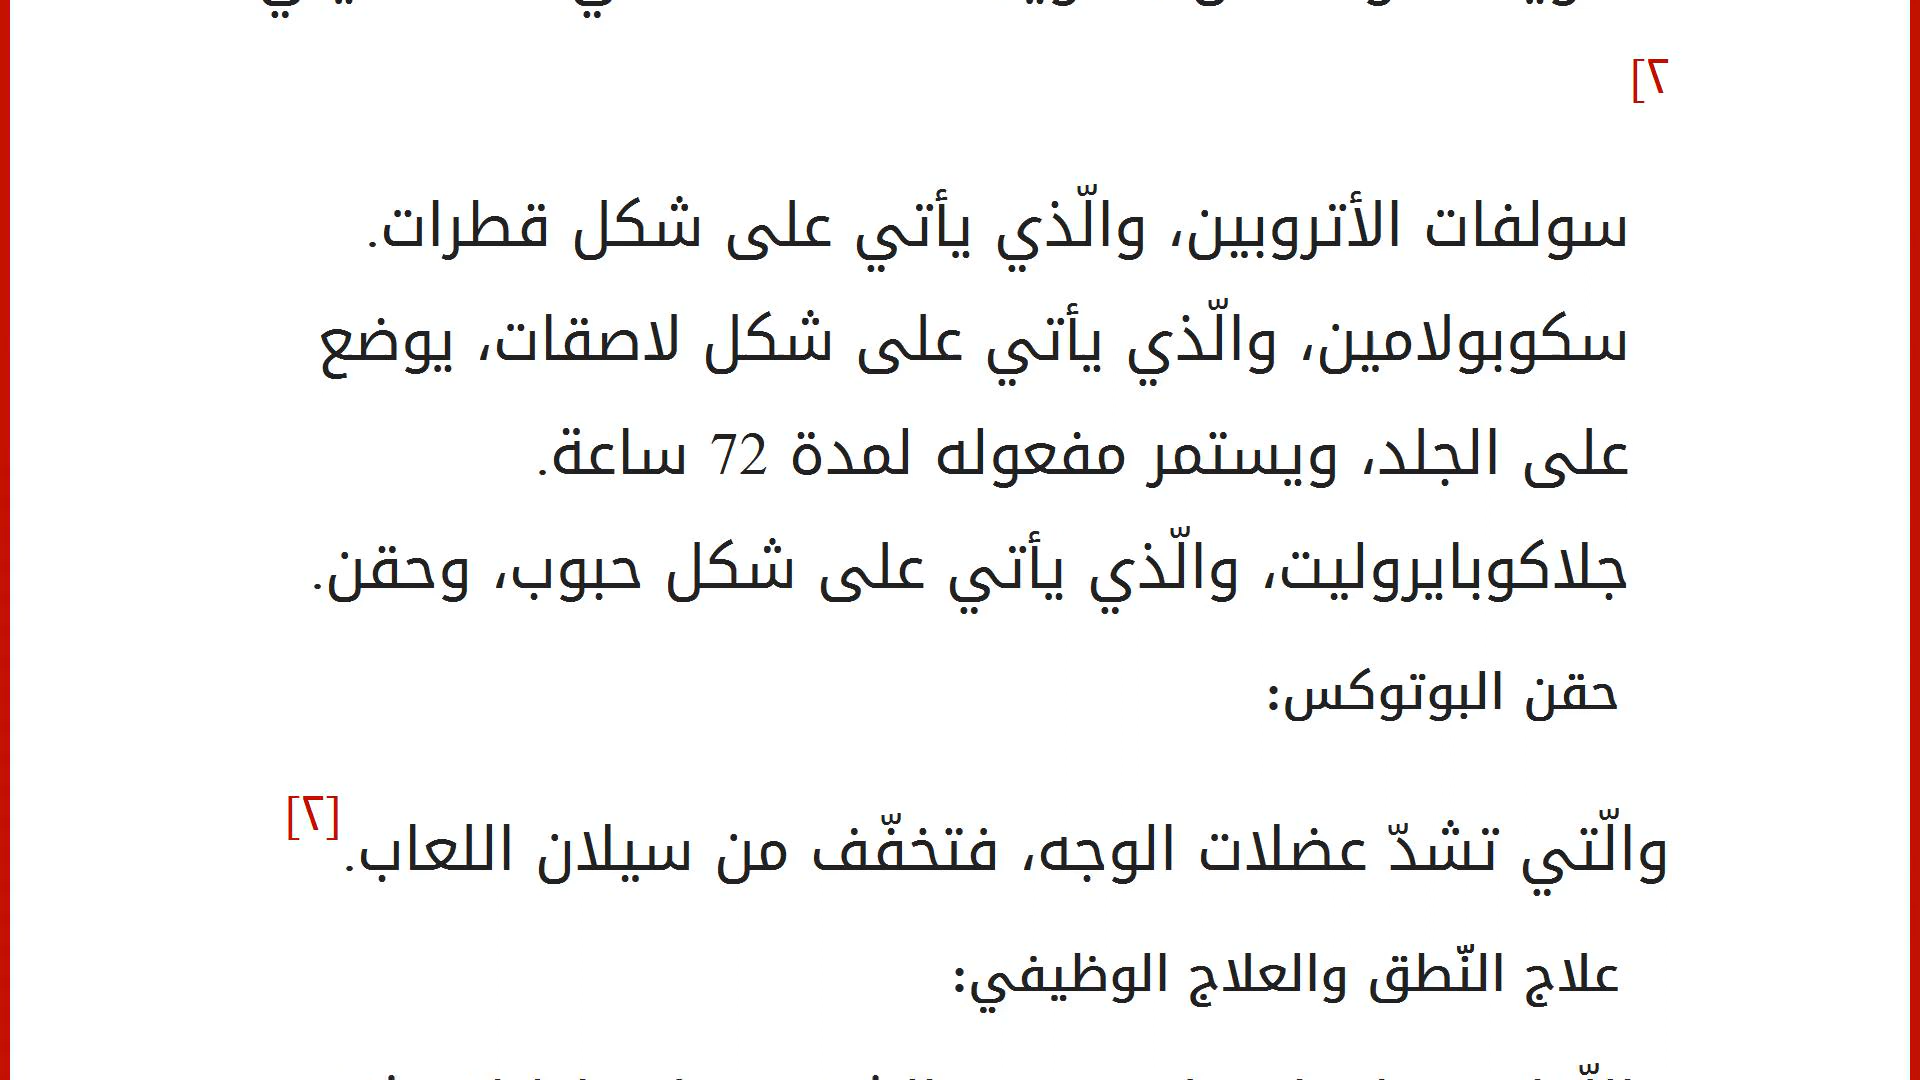 ٢]
سولفات الأتروبين، والّذي يأتي على شكل قطرات.
سكوبولامين، والّذي يأتي على شكل لاصقات، يوضع
على الجلد، ويستمر مفعوله لمدة 72 ساعة.
جلاكوبايروليت، والّذي يأتي على شكل حبوب، وحقن.
حقن البوتوكس:
والّتي تشدّ عضلات الوجه، فتخفّف من سيلان اللعاب.[٢]
علاج النّطق والعلاج الوظيفي: